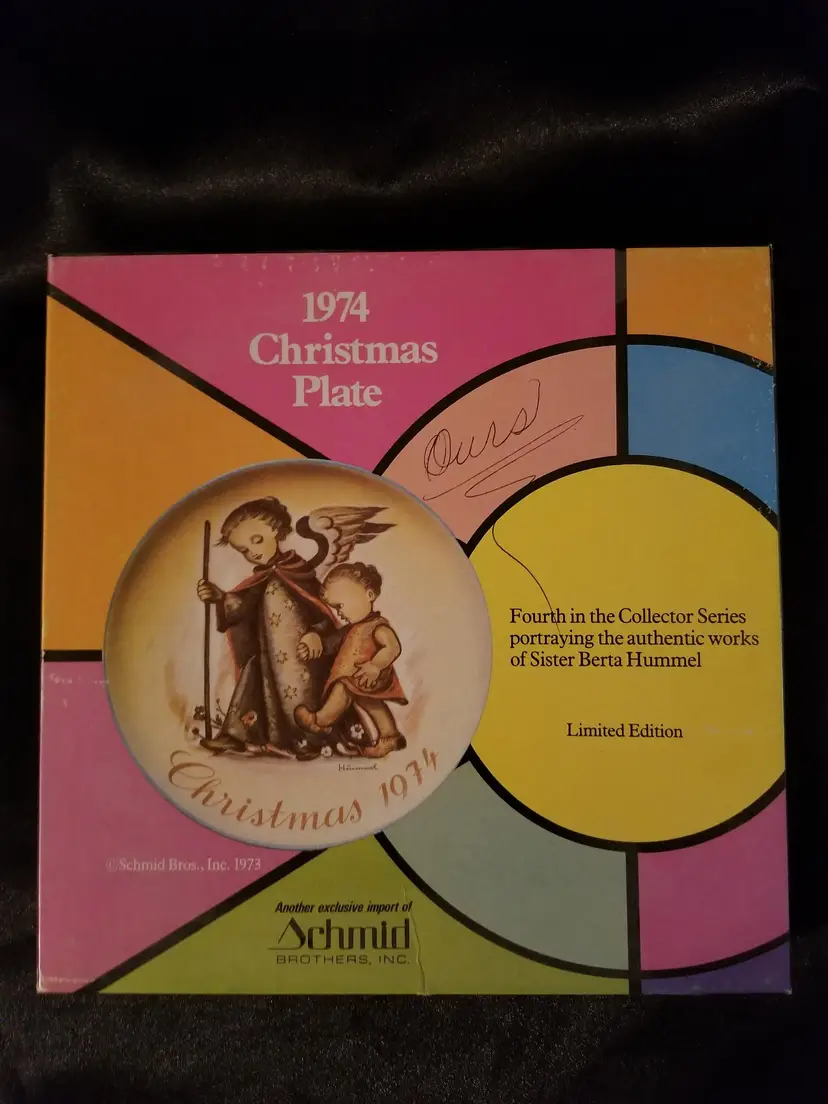 1974
Christmas
Plate
Ours
Fourth in the Collector Series
portraying the authentic works
of Sister Berta Hummel
Limited Edition
Hummel
Christmas 1974
©Schmid Bros., Inc. 1973
Another exclusive import of
Schmid
BROTHERS, INC.